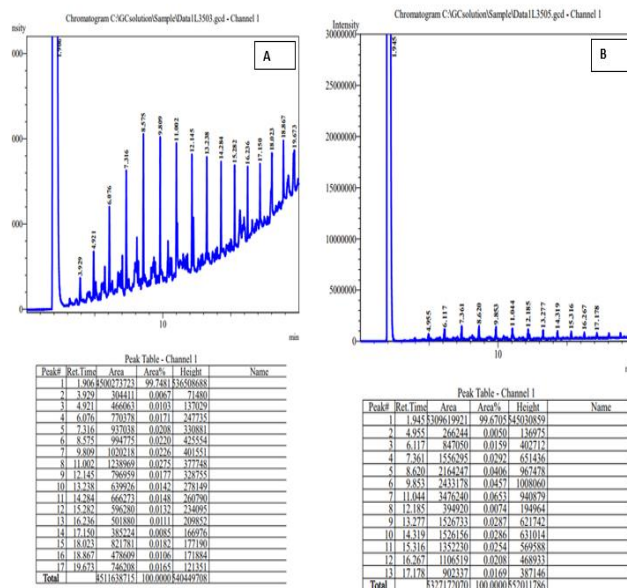 Chromatogram C:\GCsolution\Sample\Data1L3503.gcd - Channel 1
nsity
A
1.906
3.929
4.921
6.076
7.316
8.575
9.809
11.002
12.145
13.238
14.284
15.282
16.236
17.150
18.023
18.867
19.673
10
min
Peak Table - Channel 1
Peak# Ret.Time Area Area% Height Name
1 1.906 4500273723 99.7481 536508688
2 3.929 304411 0.0067 71480
3 4.921 466063 0.0103 137029
4 6.076 770378 0.0171 247735
5 7.316 937038 0.0208 330881
6 8.575 994775 0.0220 425554
7 9.809 1020218 0.0226 401551
8 11.002 1238969 0.0275 377748
9 12.145 796959 0.0177 328755
10 13.238 639926 0.0142 278149
11 14.284 666273 0.0148 260790
12 15.282 596280 0.0132 234095
13 16.236 501880 0.0111 209852
14 17.150 385224 0.0085 166976
15 18.023 821781 0.0182 177190
16 18.867 478609 0.0106 171884
17 19.673 746208 0.0165 121351
Total 4511638715 100.0000 540449708
Chromatogram C:\GCsolution\Sample\Data1L3505.gcd - Channel 1
Intensity
B
30000000
25000000
20000000
15000000
10000000
5000000
0
1.945
4.955
6.117
7.361
8.620
9.853
11.044
12.185
13.277
14.319
15.316
16.267
17.178
10
Peak Table - Channel 1
Peak# Ret.Time Area Area% Height Name
1 1.945 5309619921 99.6705 545030859
2 4.955 266244 0.0050 136975
3 6.117 847050 0.0159 402712
4 7.361 1556295 0.0292 651436
5 8.620 2164247 0.0406 967478
6 9.853 2433178 0.0457 1008060
7 11.044 3476240 0.0653 940879
8 12.185 394920 0.0074 194964
9 13.277 1526733 0.0287 621742
10 14.319 1526156 0.0286 631014
11 15.316 1352230 0.0254 569588
12 16.267 1106519 0.0208 468933
13 17.178 902337 0.0169 387146
Total 100.0000